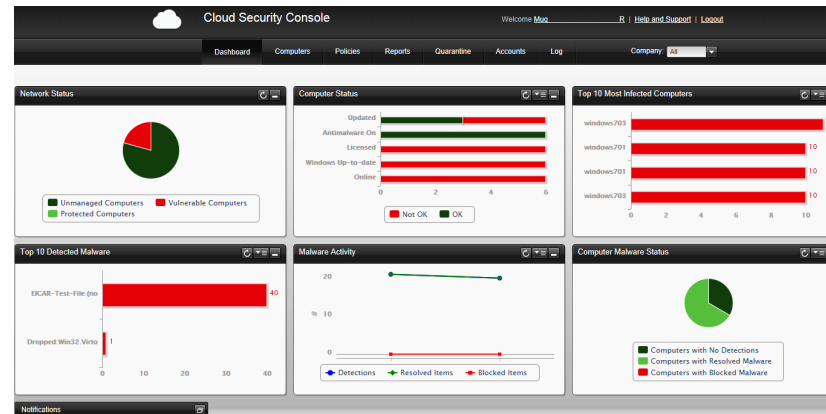 Cloud Security Console
Welcome Mug R | Help and Support | Logout
Dashboard Computers Policies Reports Quarantine Accounts Log Company: All
Network Status
Unmanaged Computers Vulnerable Computers
Protected Computers
Computer Status
Updated
Antimalware On
Licensed
Windows Up-to-date
Online
0 2 4 6
Not OK OK
Top 10 Most Infected Computers
windows703
windows701 10
windows701 10
windows703 10
0 2 4 6 8 10
Top 10 Detected Malware
EICAR-Test-File (no 40
Dropped:Win32.Virto 1
0 10 20 30 40
Malware Activity
20
% 10
0
Detections Resolved Items Blocked Items
Computer Malware Status
Computers with No Detections
Computers with Resolved Malware
Computers with Blocked Malware
Notifications